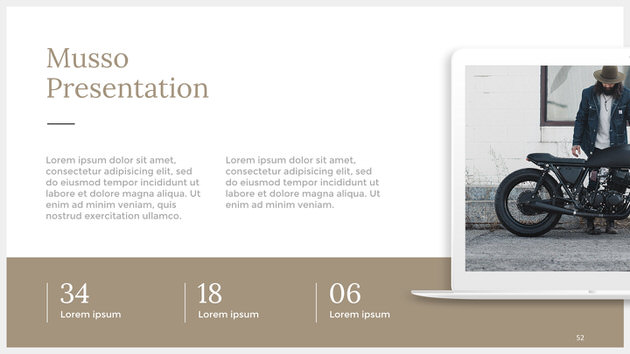 Musso
Presentation
Lorem ipsum dolor sit amet,
consectetur adipisicing elit, sed
do eiusmod tempor incididunt ut
labore et dolore magna aliqua. Ut
enim ad minim veniam, quis
nostrud exercitation ullamco.
Lorem ipsum dolor sit amet,
consectetur adipisicing elit, sed
do eiusmod tempor incididunt ut
labore et dolore magna aliqua. Ut
enim ad minim veniam.
34
Lorem ipsum
18
Lorem ipsum
06
Lorem ipsum
52